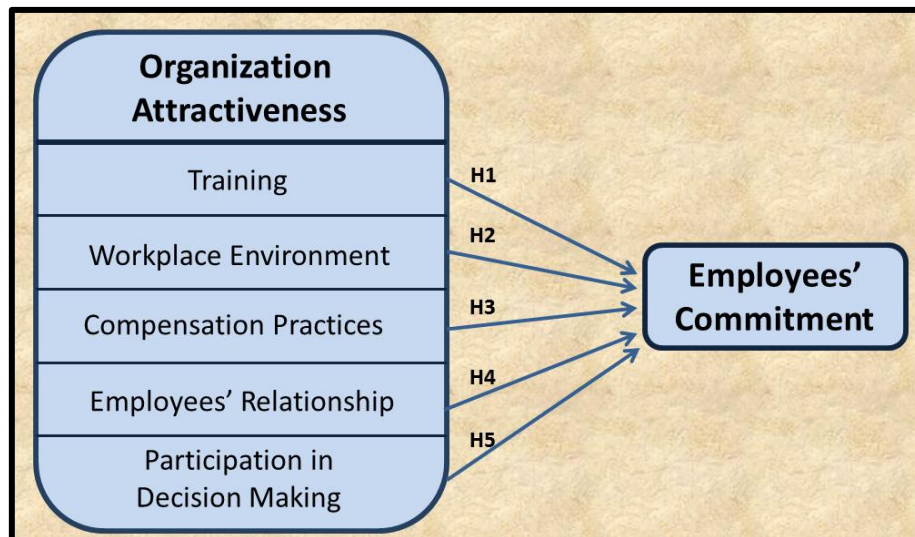 Organization
Attractiveness
Training
H1
Workplace Environment
H2
Compensation Practices
H3
Employees’ Relationship
H4
Participation in
Decision Making
H5
Employees’
Commitment